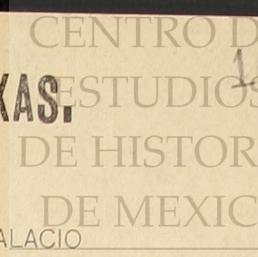 CENTRO D
XAS.
ESTUDIOS
DE HISTOR
DE MEXIC
ALACIO